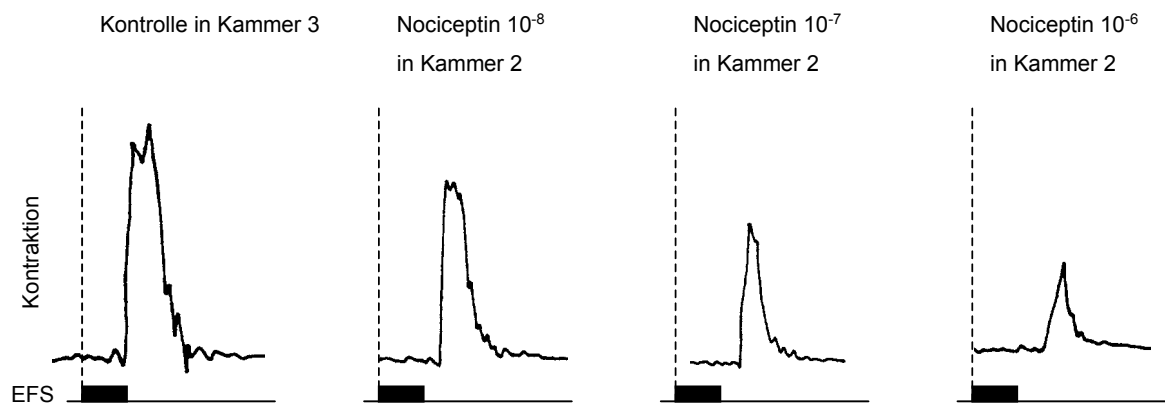 Kontrolle in Kammer 3
Nociceptin 10⁻⁸
in Kammer 2
Nociceptin 10⁻⁷
in Kammer 2
Nociceptin 10⁻⁶
in Kammer 2
Kontraktion
EFS